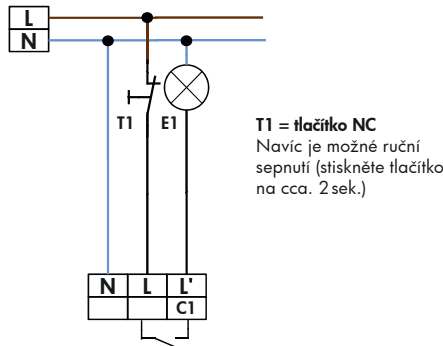 L
N
T1 E1
T1 = tlačítko NC
Navíc je možné ruční
sepnutí (stiskněte tlačítko
na cca. 2 sek.)
N L L'
C1